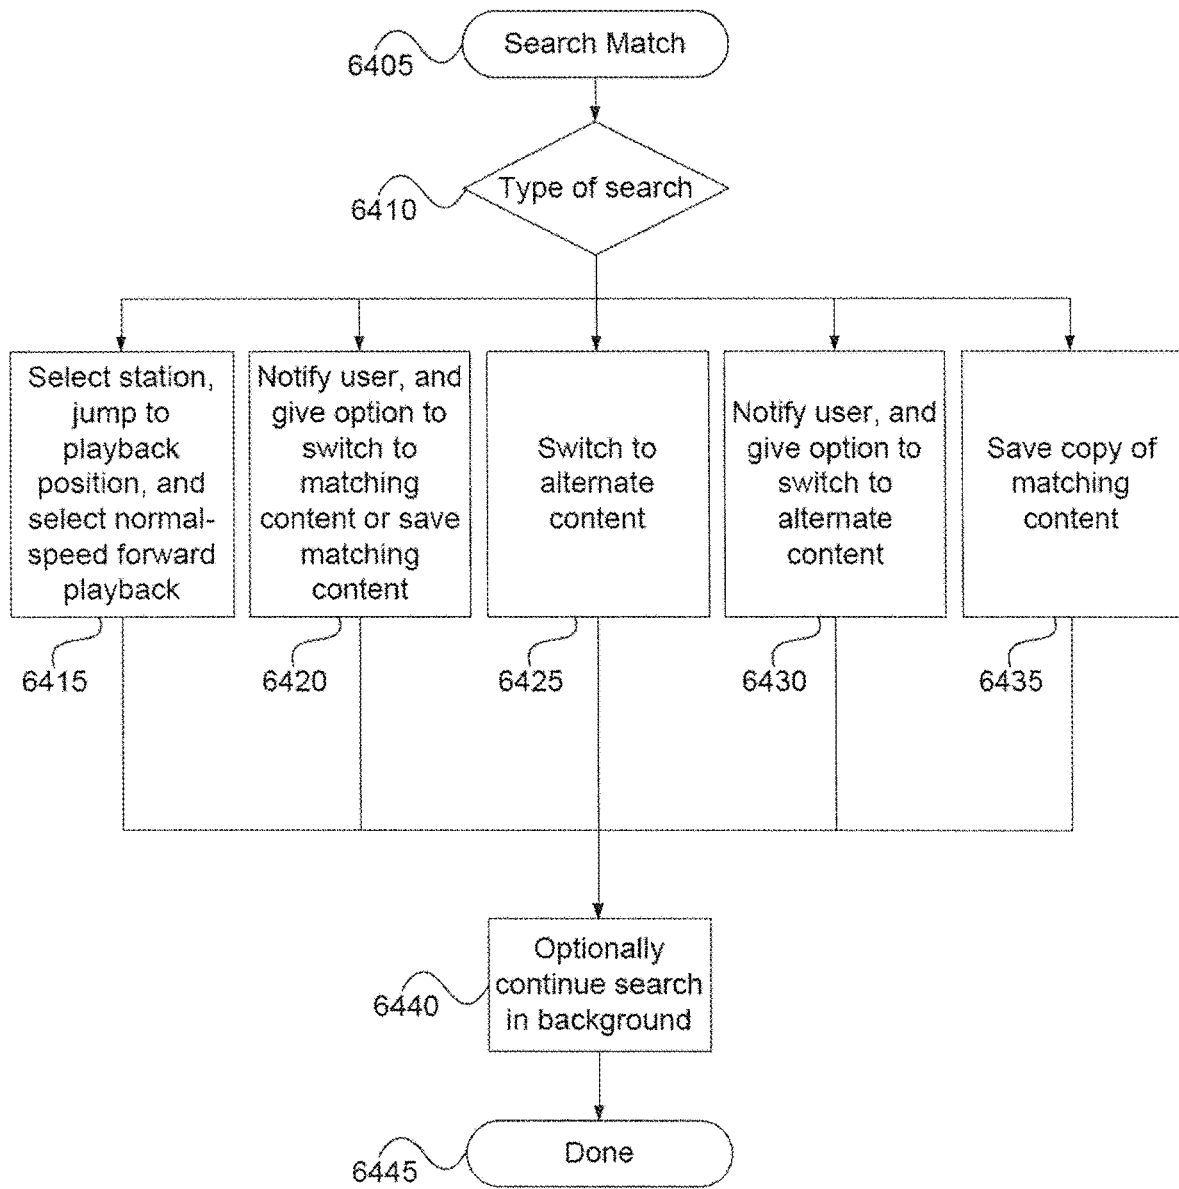 Search Match
6405
Type of search
6410
Select station,
jump to
playback
position, and
select normal-
speed forward
playback
Notify user, and
give option to
switch to
matching
content or save
matching
content
Switch to
alternate
content
Notify user, and
give option to
switch to
alternate
content
Save copy of
matching
content
6415
6420
6425
6430
6435
Optionally
continue search
in background
6440
Done
6445